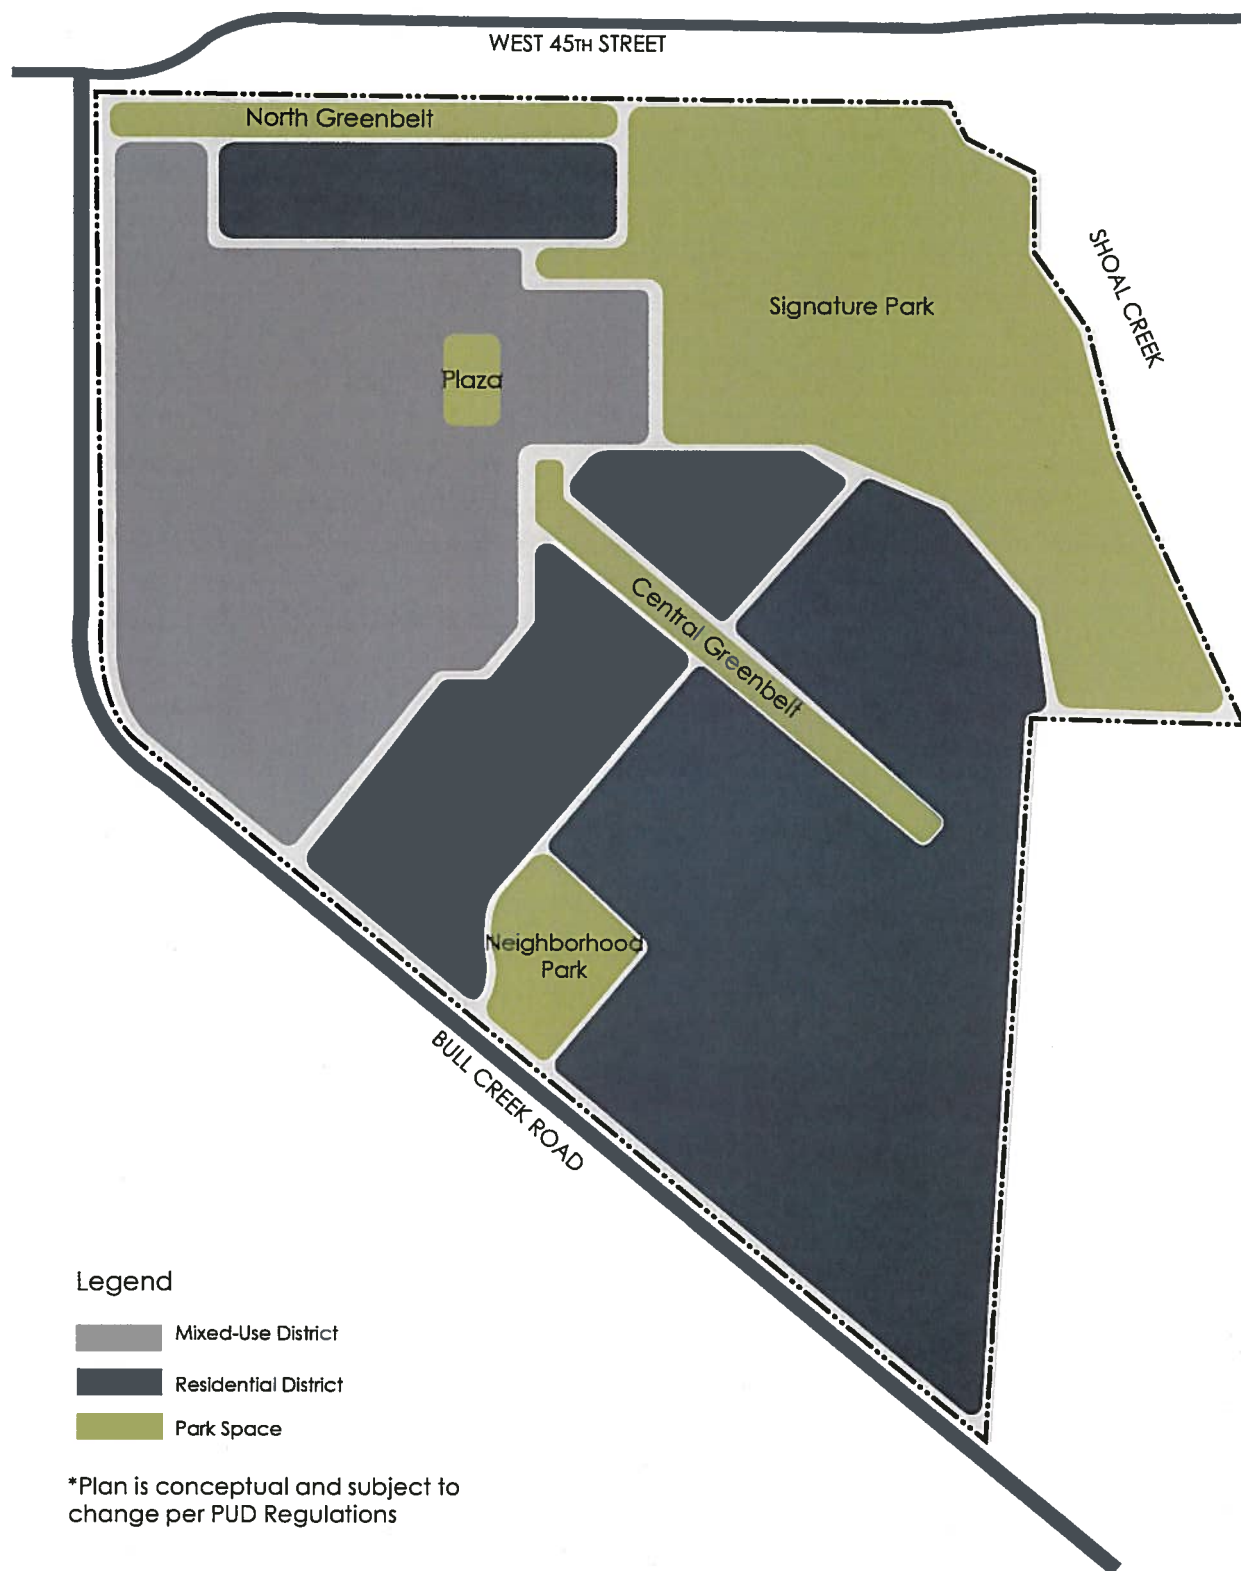 WEST 45TH STREET
North Greenbelt
SHOAL CREEK
Signature Park
Plaza
Central Greenbelt
Neighborhood
Park
BULL CREEK ROAD
Legend
Mixed-Use District
Residential District
Park Space
*Plan is conceptual and subject to
change per PUD Regulations